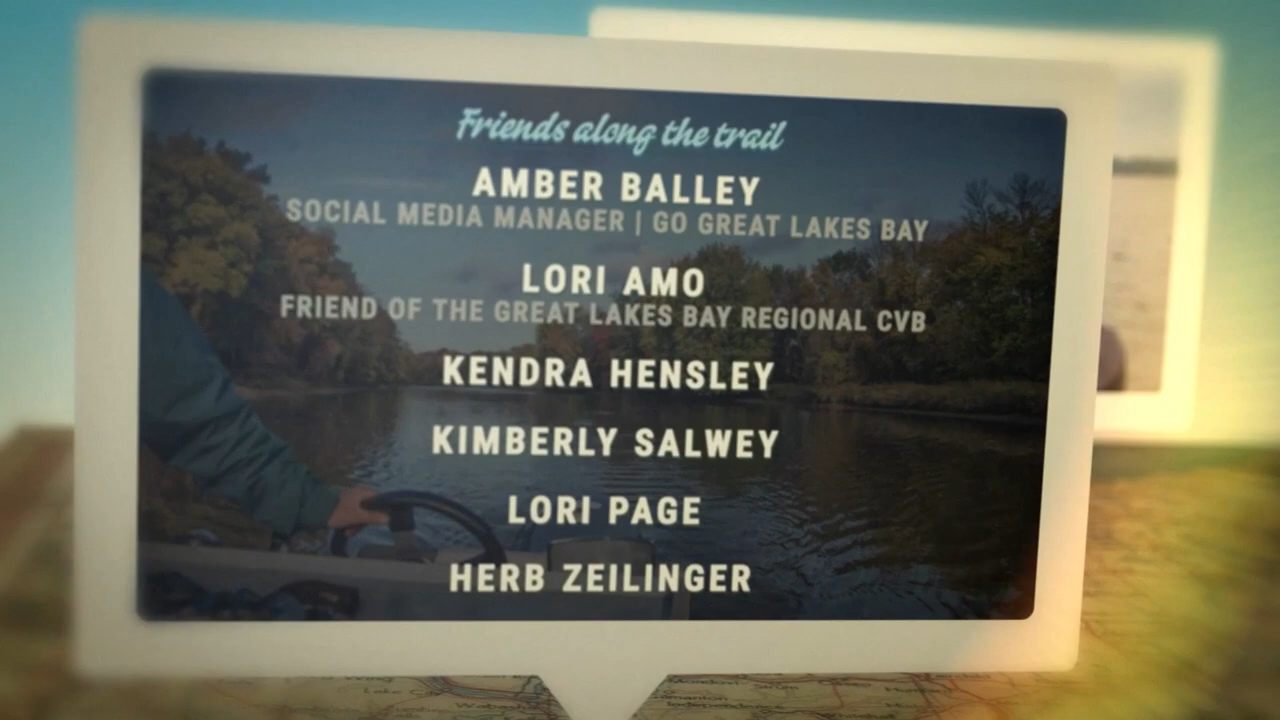 Friends along the trail
AMBER BALLEY
SOCIAL MEDIA MANAGER | GO GREAT LAKES BAY
LORI AMO
FRIEND OF THE GREAT LAKES BAY REGIONAL CVB
KENDRA HENSLEY
KIMBERLY SALWEY
LORI PAGE
HERB ZEILINGER
Independence